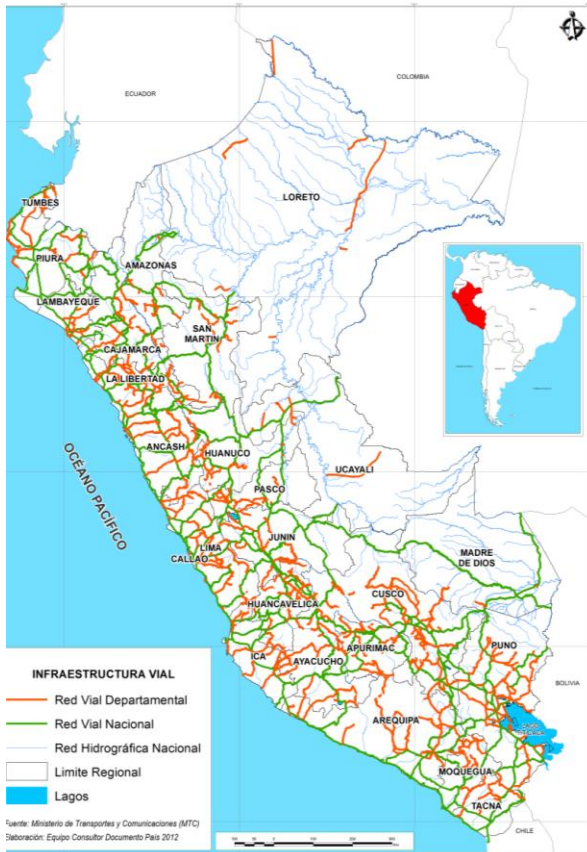 ECUADOR
COLOMBIA
TUMBES
LORETO
PIURA
AMAZONAS
LAMBAYEQUE
SAN
MARTIN
CAJAMARCA
LA LIBERTAD
ANCASH
HUANUCO
UCAYALI
PASCO
OCÉANO PACÍFICO
JUNIN
LIMA
CALLAO
MADRE
DE DIOS
CUSCO
HUANCAVELICA
ICA
AYACUCHO
APURIMAC
PUNO
BOLIVIA
AREQUIPA
MOQUEGUA
TACNA
CHILE
INFRAESTRUCTURA VIAL
Red Vial Departamental
Red Vial Nacional
Red Hidrográfica Nacional
Limite Regional
Lagos
Fuente: Ministerio de Transportes y Comunicaciones (MTC)
Elaboración: Equipo Consultor Documento País 2012